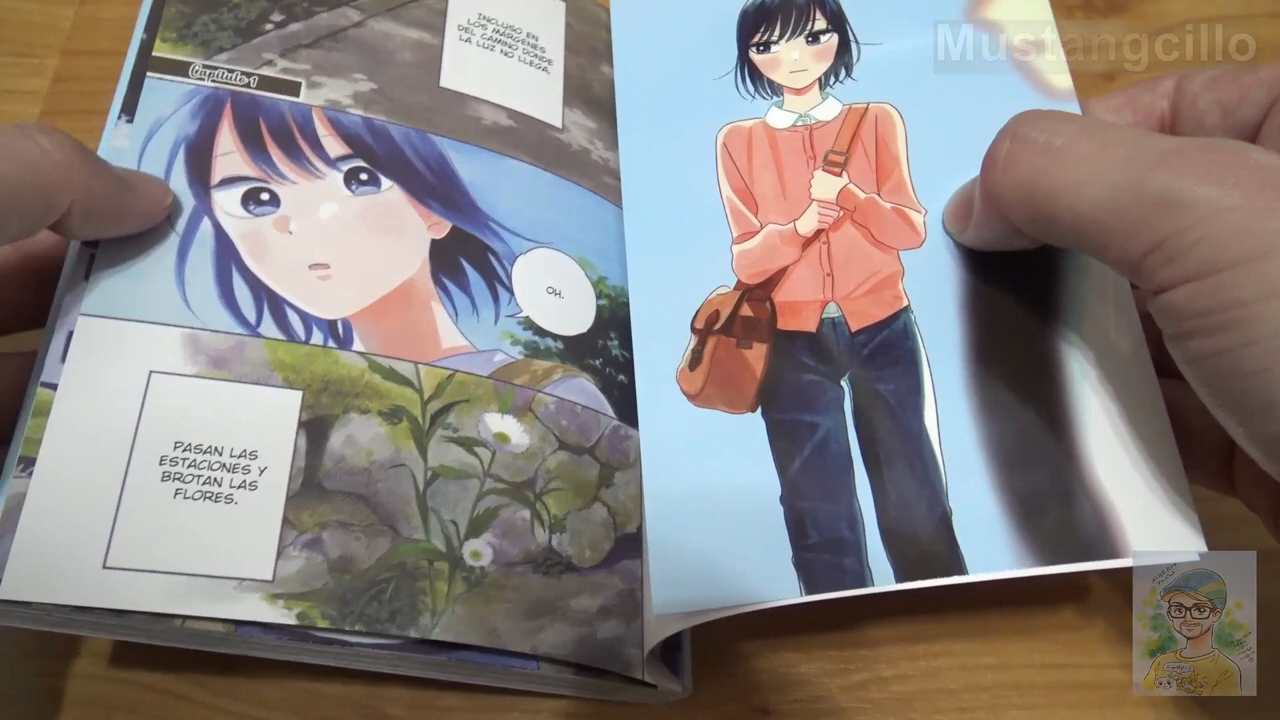 INCLUSO EN
LOS MÁRGENES
DEL CAMINO DONDE
LA LUZ NO LLEGA,
Capítulo 1
OH.
PASAN LAS
ESTACIONES Y
BROTAN LAS
FLORES.
Mustangcillo